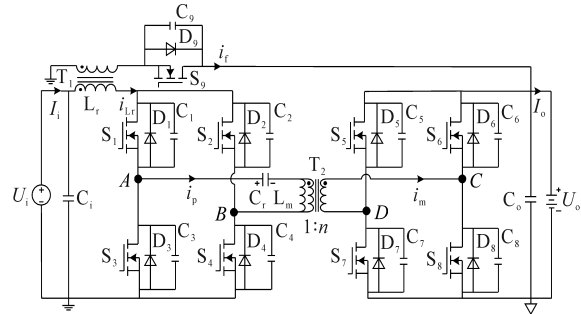 C9
D9
S9
if
T1
Lr
Ii
iLr
Io
S1 D1 C1
S2 D2 C2
S5 D5 C5
S6 D6 C6
Ui
Ci
A
ip
+ −
Cr
Lm
T2
1:n
im
C
B
D
Co
+
−
Uo
S3 D3 C3
S4 D4 C4
S7 D7 C7
S8 D8 C8